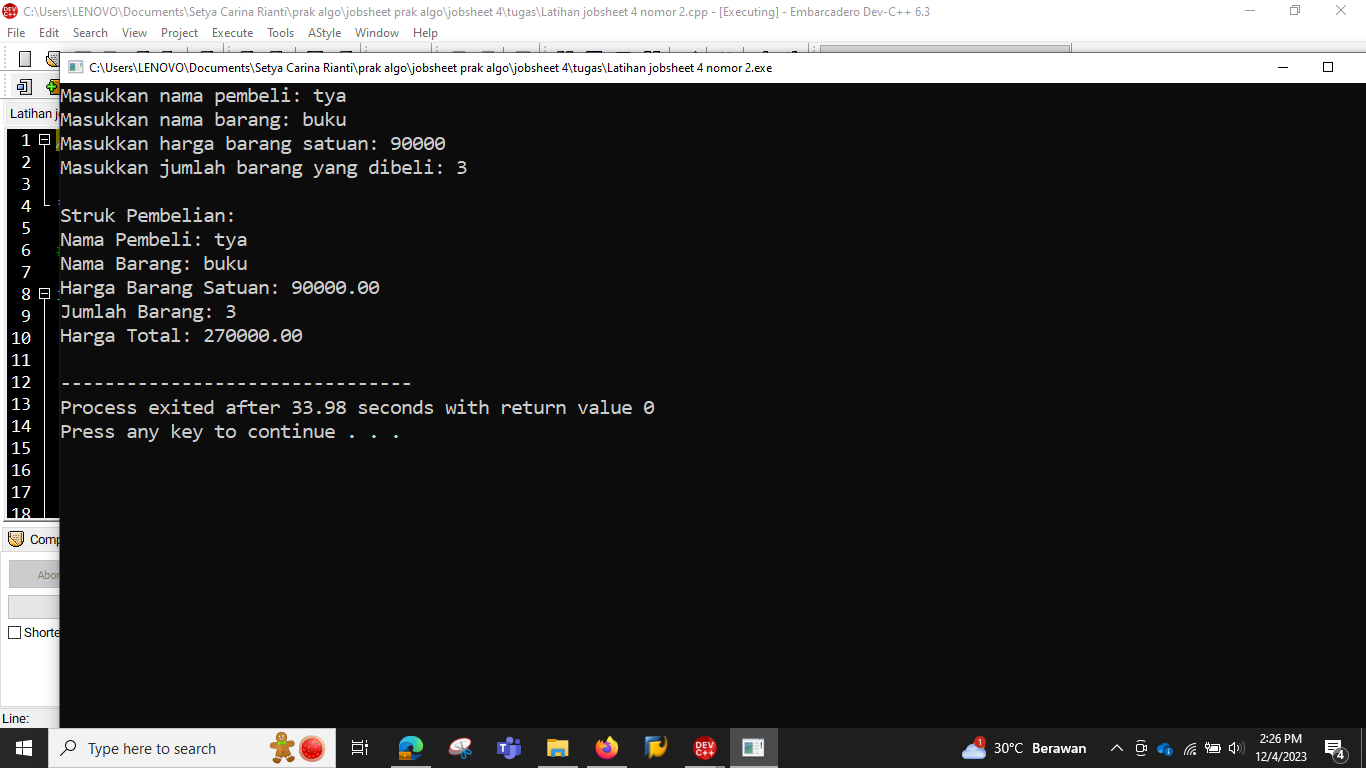 C:\Users\LENOVO\Documents\Setya Carina Rianti\prak algo\jobsheet prak algo\jobsheet 4\tugas\Latihan jobsheet 4 nomor 2.cpp - [Executing] - Embarcadero Dev-C++ 6.3
File Edit Search View Project Execute Tools AStyle Window Help
C:\Users\LENOVO\Documents\Setya Carina Rianti\prak algo\jobsheet prak algo\jobsheet 4\tugas\Latihan jobsheet 4 nomor 2.exe
Latihan j
Masukkan nama pembeli: tya
Masukkan nama barang: buku
Masukkan harga barang satuan: 90000
Masukkan jumlah barang yang dibeli: 3
Struk Pembelian:
Nama Pembeli: tya
Nama Barang: buku
Harga Barang Satuan: 90000.00
Jumlah Barang: 3
Harga Total: 270000.00
--------------------------------
Process exited after 33.98 seconds with return value 0
Press any key to continue . . .
1
2
3
4
5
6
7
8
9
10
11
12
13
14
15
16
17
18
Comp
Abor
Shorte
Line:
Type here to search
DEV C++
1
30°C Berawan
2:26 PM
12/4/2023
4